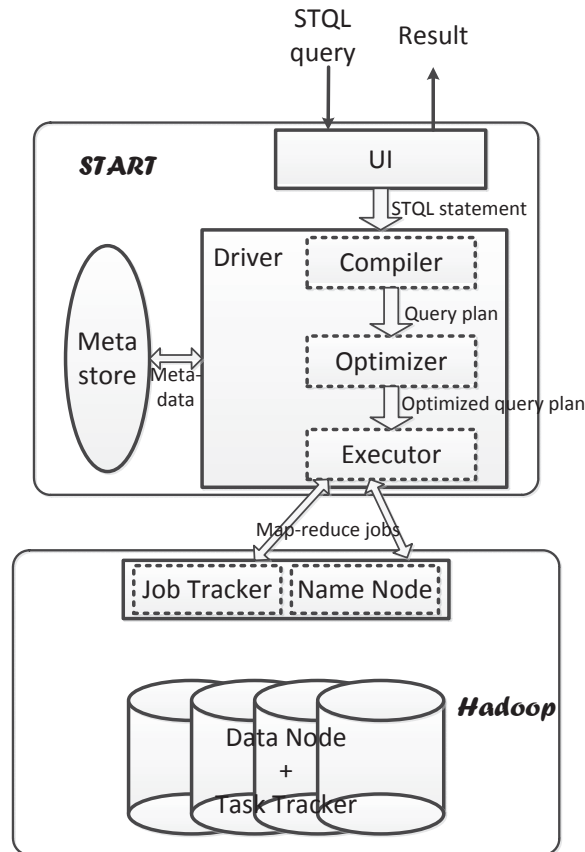 STQL
query
Result
START
UI
STQL statement
Driver
Compiler
Query plan
Meta
store
Meta-
data
Optimizer
Optimized query plan
Executor
Map-reduce jobs
Job Tracker
Name Node
Hadoop
Data Node
+
Task Tracker